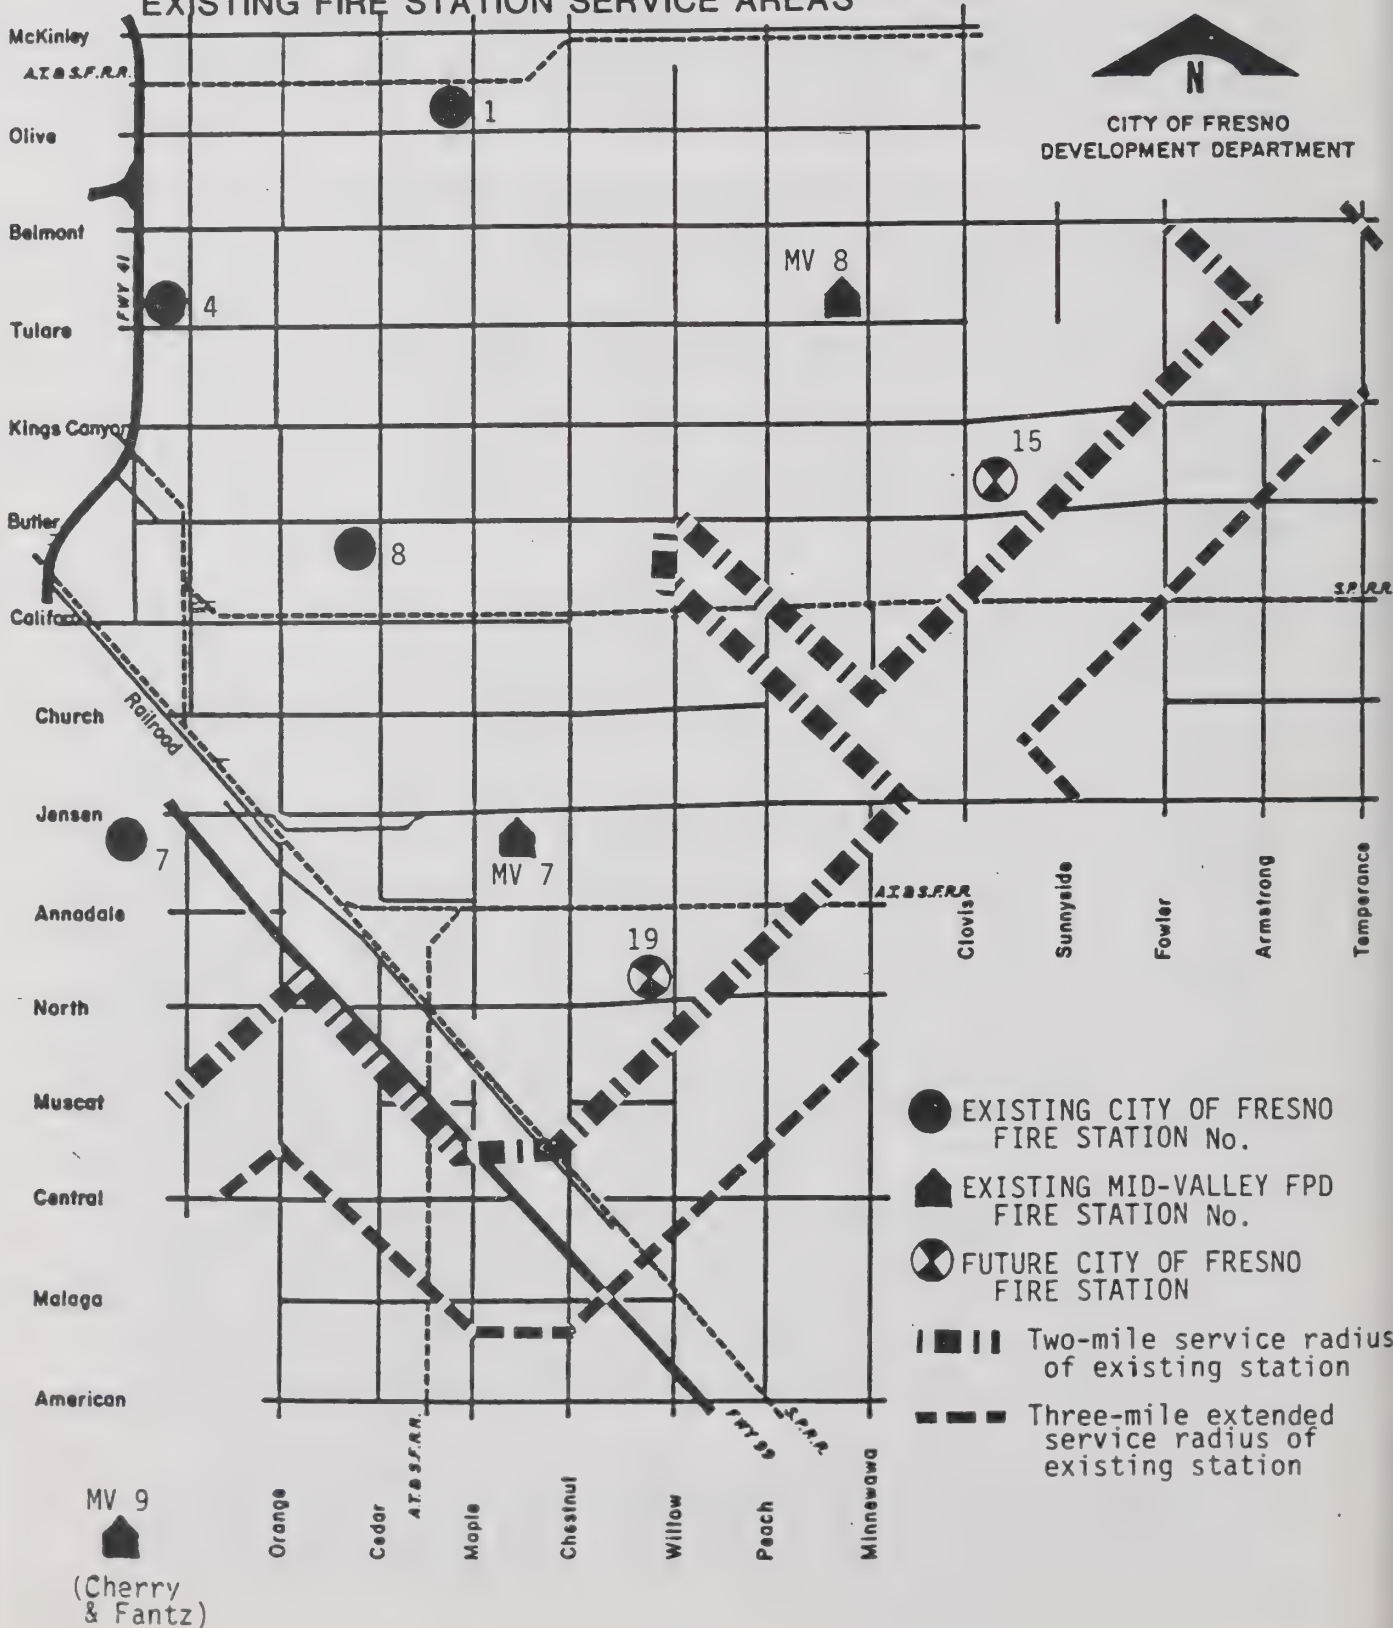 EXISTING FIRE STATION SERVICE AREAS
McKinley
A.T.& S.F.R.R.
1
Olive
N
CITY OF FRESNO
DEVELOPMENT DEPARTMENT
Belmont
FWY 41
4
MV 8
Tulare
Kings Canyon
15
Butler
8
Califo
S.P.R.R.
Church
Railroad
Jensen
7
MV 7
Annadale
A.T.& S.F.R.R.
Clovis
Sunnyside
Fowler
Armstrong
Temperance
19
North
Muscat
Central
Malaga
American
EXISTING CITY OF FRESNO
FIRE STATION No.
EXISTING MID-VALLEY FPD
FIRE STATION No.
FUTURE CITY OF FRESNO
FIRE STATION
Two-mile service radius
of existing station
Three-mile extended
service radius of
existing station
FWY 99
S.P.R.R.
MV 9
(Cherry
& Fantz)
Orange
Cedar
A.T.& S.F.R.R.
Maple
Chestnut
Willow
Peach
Minnewawa